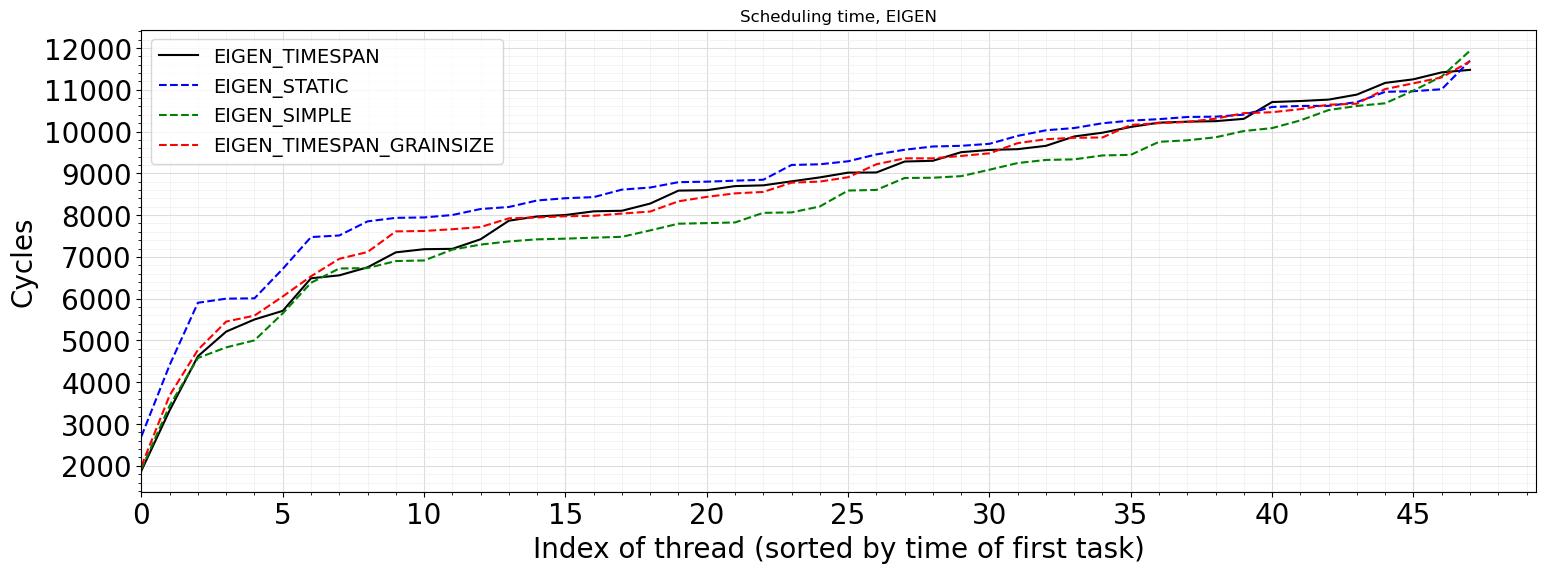 Scheduling time, EIGEN
EIGEN_TIMESPAN
EIGEN_STATIC
EIGEN_SIMPLE
EIGEN_TIMESPAN_GRAINSIZE
Cycles
12000
11000
10000
9000
8000
7000
6000
5000
4000
3000
2000
0 5 10 15 20 25 30 35 40 45
Index of thread (sorted by time of first task)